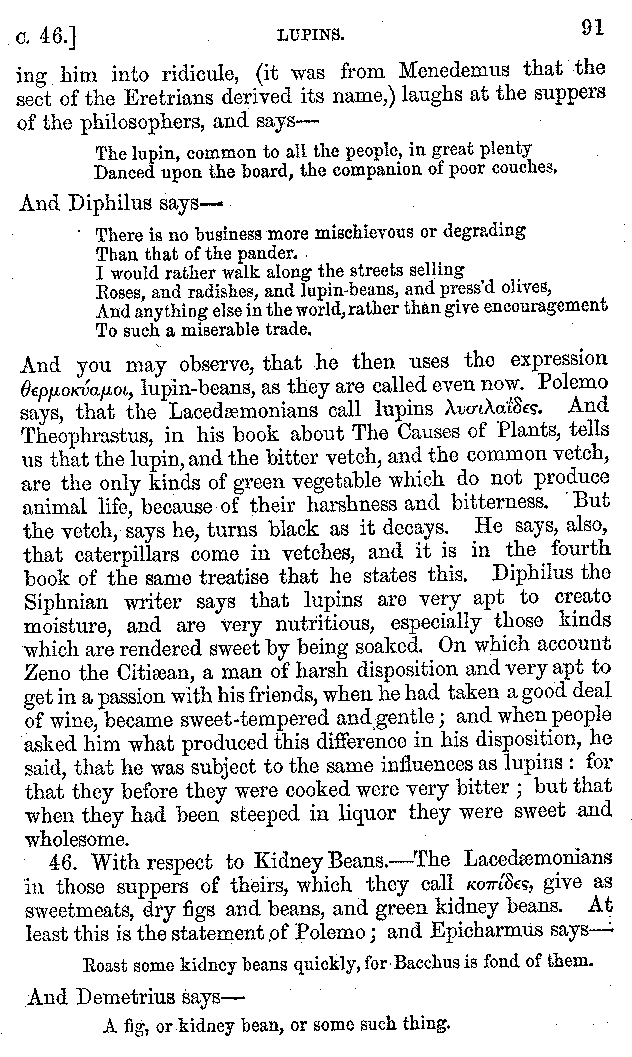 C. 46.] LUPINS. 91
ing him into ridicule, (it was from Menedemus that the
sect of the Eretrians derived its name,) laughs at the suppers
of the philosophers, and says—
The lupin, common to all the people, in great plenty
Danced upon the board, the companion of poor couches.
And Diphilus says—
There is no business more mischievous or degrading
Than that of the pander.
I would rather walk along the streets selling
Roses, and radishes, and lupin-beans, and press'd olives,
And anything else in the world, rather than give encouragement
To such a miserable trade.
And you may observe, that he then uses the expression
θερμοκύαμοι, lupin-beans, as they are called even now. Polemo
says, that the Lacedæmonians call lupins λυσιλαΐδες. And
Theophrastus, in his book about The Causes of Plants, tells
us that the lupin, and the bitter vetch, and the common vetch,
are the only kinds of green vegetable which do not produce
animal life, because of their harshness and bitterness. But
the vetch, says he, turns black as it decays. He says, also,
that caterpillars come in vetches, and it is in the fourth
book of the same treatise that he states this. Diphilus the
Siphnian writer says that lupins are very apt to create
moisture, and are very nutritious, especially those kinds
which are rendered sweet by being soaked. On which account
Zeno the Citiæan, a man of harsh disposition and very apt to
get in a passion with his friends, when he had taken a good deal
of wine, became sweet-tempered and gentle; and when people
asked him what produced this difference in his disposition, he
said, that he was subject to the same influences as lupins: for
that they before they were cooked were very bitter; but that
when they had been steeped in liquor they were sweet and
wholesome.
46. With respect to Kidney Beans.—The Lacedæmonians
in those suppers of theirs, which they call κοπίδες, give as
sweetmeats, dry figs and beans, and green kidney beans. At
least this is the statement of Polemo; and Epicharmus says—
Roast some kidney beans quickly, for Bacchus is fond of them.
And Demetrius says—
A fig, or kidney bean, or some such thing.